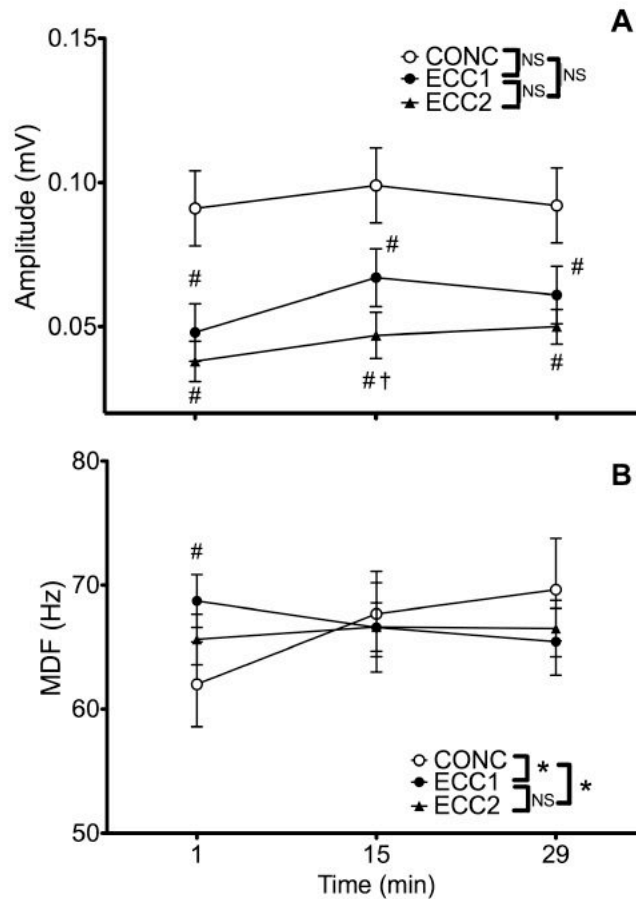 A
0.15
CONC
ECC1
ECC2
NS
NS
NS
Amplitude (mV)
0.10
#
#
#
0.05
#
# †
#
B
80
#
70
MDF (Hz)
60
CONC
ECC1
ECC2
*
NS
*
50
1 15 29
Time (min)